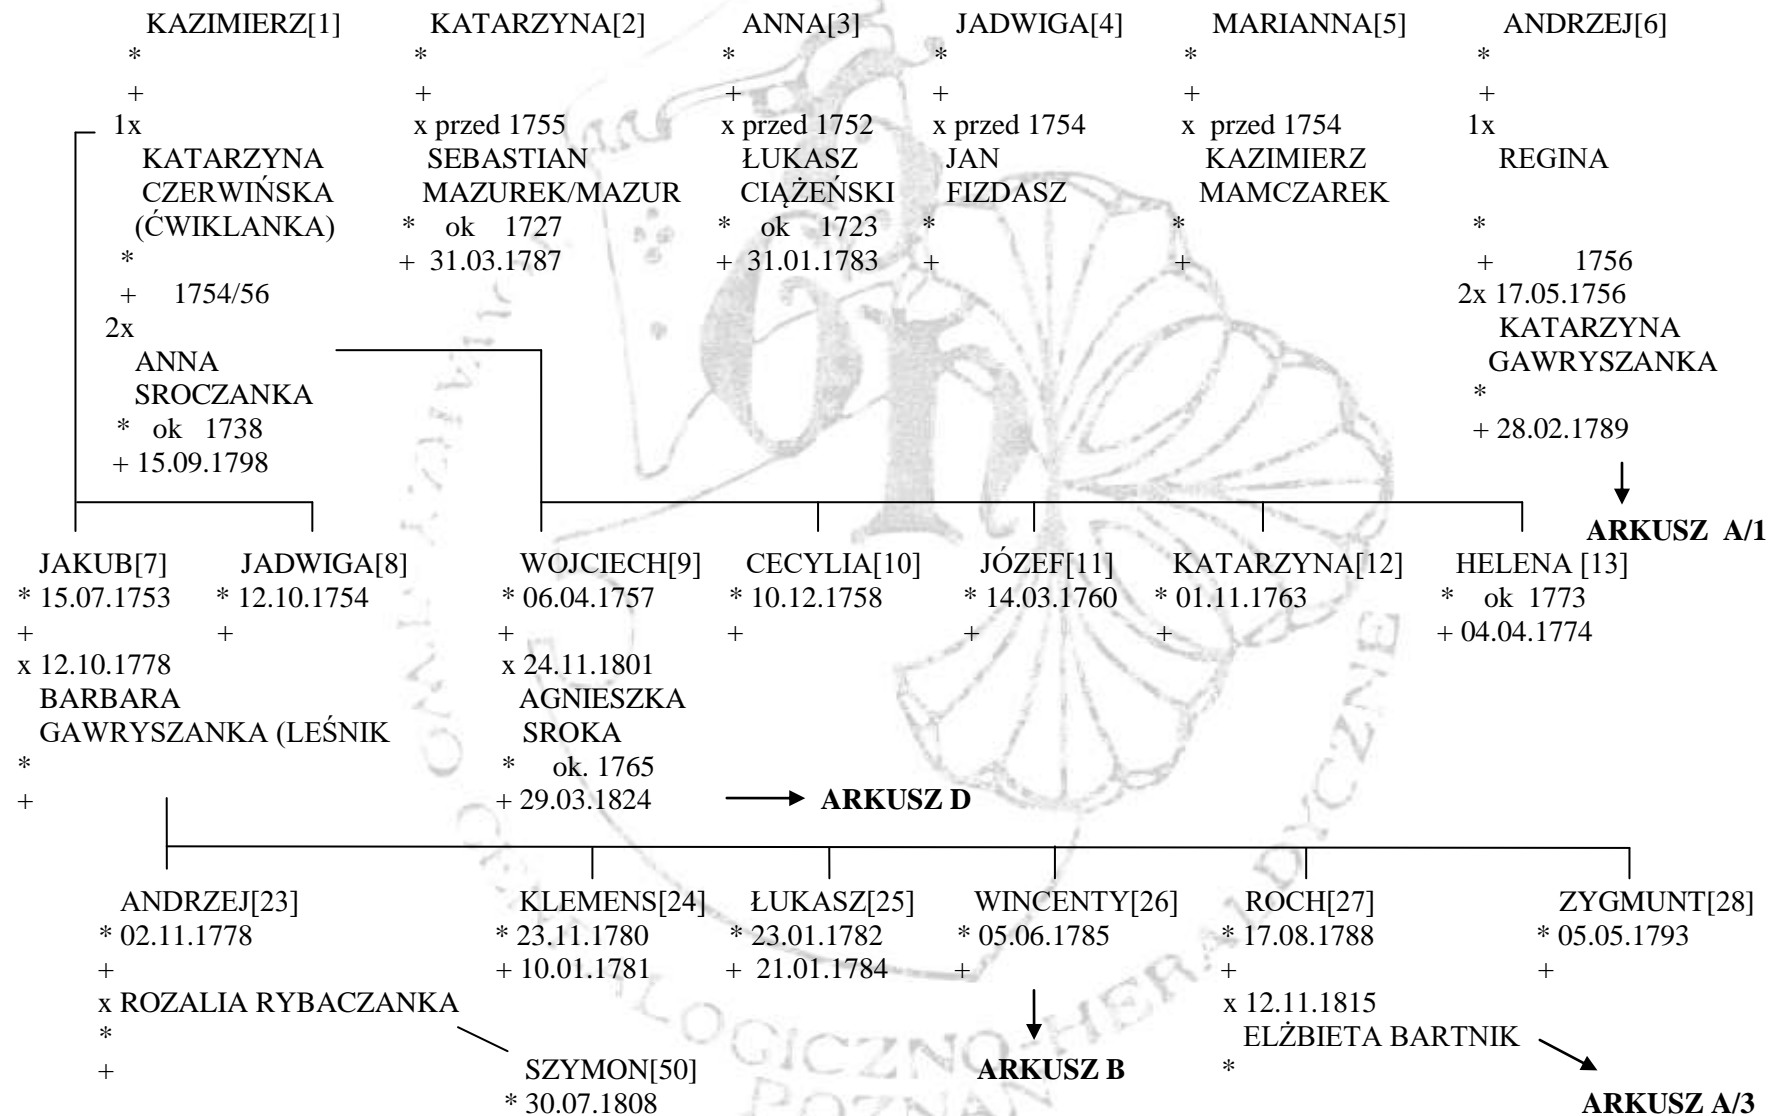 KAZIMIERZ[1] KATARZYNA[2] ANNA[3] JADWIGA[4] MARIANNA[5] ANDRZEJ[6]
* * * * * *
+ + + + + +
1x x przed 1755 x przed 1752 x przed 1754 x przed 1754 1x
KATARZYNA SEBASTIAN ŁUKASZ JAN KAZIMIERZ REGINA
CZERWIŃSKA MAZUREK/MAZUR CIĄŻEŃSKI FIZDASZ MAMCZAREK
(ĆWIKLANKA) * ok 1727 * ok 1723 * * *
* + 31.03.1787 + 31.01.1783 + + + 1756
+ 1754/56 2x 17.05.1756
2x KATARZYNA
ANNA GAWRYSZANKA
SROCZANKA *
* ok 1738 + 28.02.1789
+ 15.09.1798
ARKUSZ A/1
JAKUB[7] JADWIGA[8] WOJCIECH[9] CECYLIA[10] JÓZEF[11] KATARZYNA[12] HELENA [13]
* 15.07.1753 * 12.10.1754 * 06.04.1757 * 10.12.1758 * 14.03.1760 * 01.11.1763 * ok 1773
+ + + + + + + 04.04.1774
x 12.10.1778 x 24.11.1801
BARBARA AGNIESZKA
GAWRYSZANKA (LEŚNIK SROKA
* * ok. 1765
+ + 29.03.1824 ARKUSZ D
ANDRZEJ[23] KLEMENS[24] ŁUKASZ[25] WINCENTY[26] ROCH[27] ZYGMUNT[28]
* 02.11.1778 * 23.11.1780 * 23.01.1782 * 05.06.1785 * 17.08.1788 * 05.05.1793
+ + 10.01.1781 + 21.01.1784 + + +
x ROZALIA RYBACZANKA x 12.11.1815
* ELŻBIETA BARTNIK
+ SZYMON[50] ARKUSZ B *
* 30.07.1808 ARKUSZ A/3